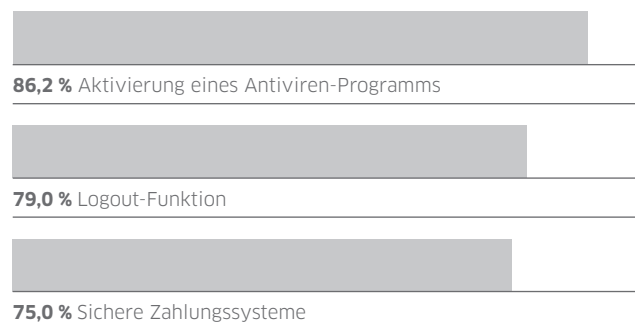 86,2 % Aktivierung eines Antiviren-Programms
79,0 % Logout-Funktion
75,0 % Sichere Zahlungssysteme